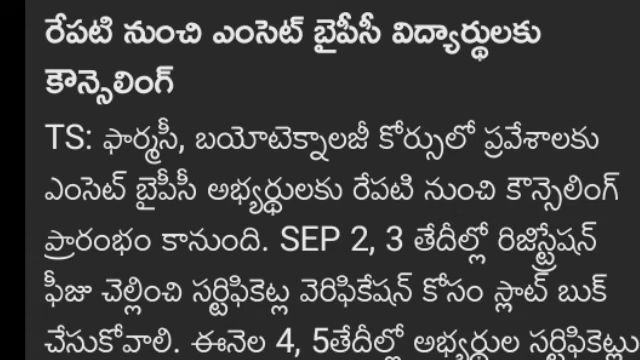 రేపటి నుంచి ఎంసెట్ బైపీసీ విద్యార్థులకు
కౌన్సెలింగ్
TS: ఫార్మసీ, బయోటెక్నాలజీ కోర్సులో ప్రవేశాలకు
ఎంసెట్ బైపీసీ అభ్యర్థులకు రేపటి నుంచి కౌన్సెలింగ్
ప్రారంభం కానుంది. SEP 2, 3 తేదీల్లో రిజిస్ట్రేషన్
ఫీజు చెల్లించి సర్టిఫికెట్ల వెరిఫికేషన్ కోసం స్లాట్ బుక్
చేసుకోవాలి. ఈనెల 4, 5తేదీల్లో అభ్యర్థుల సర్టిఫికెట్లు